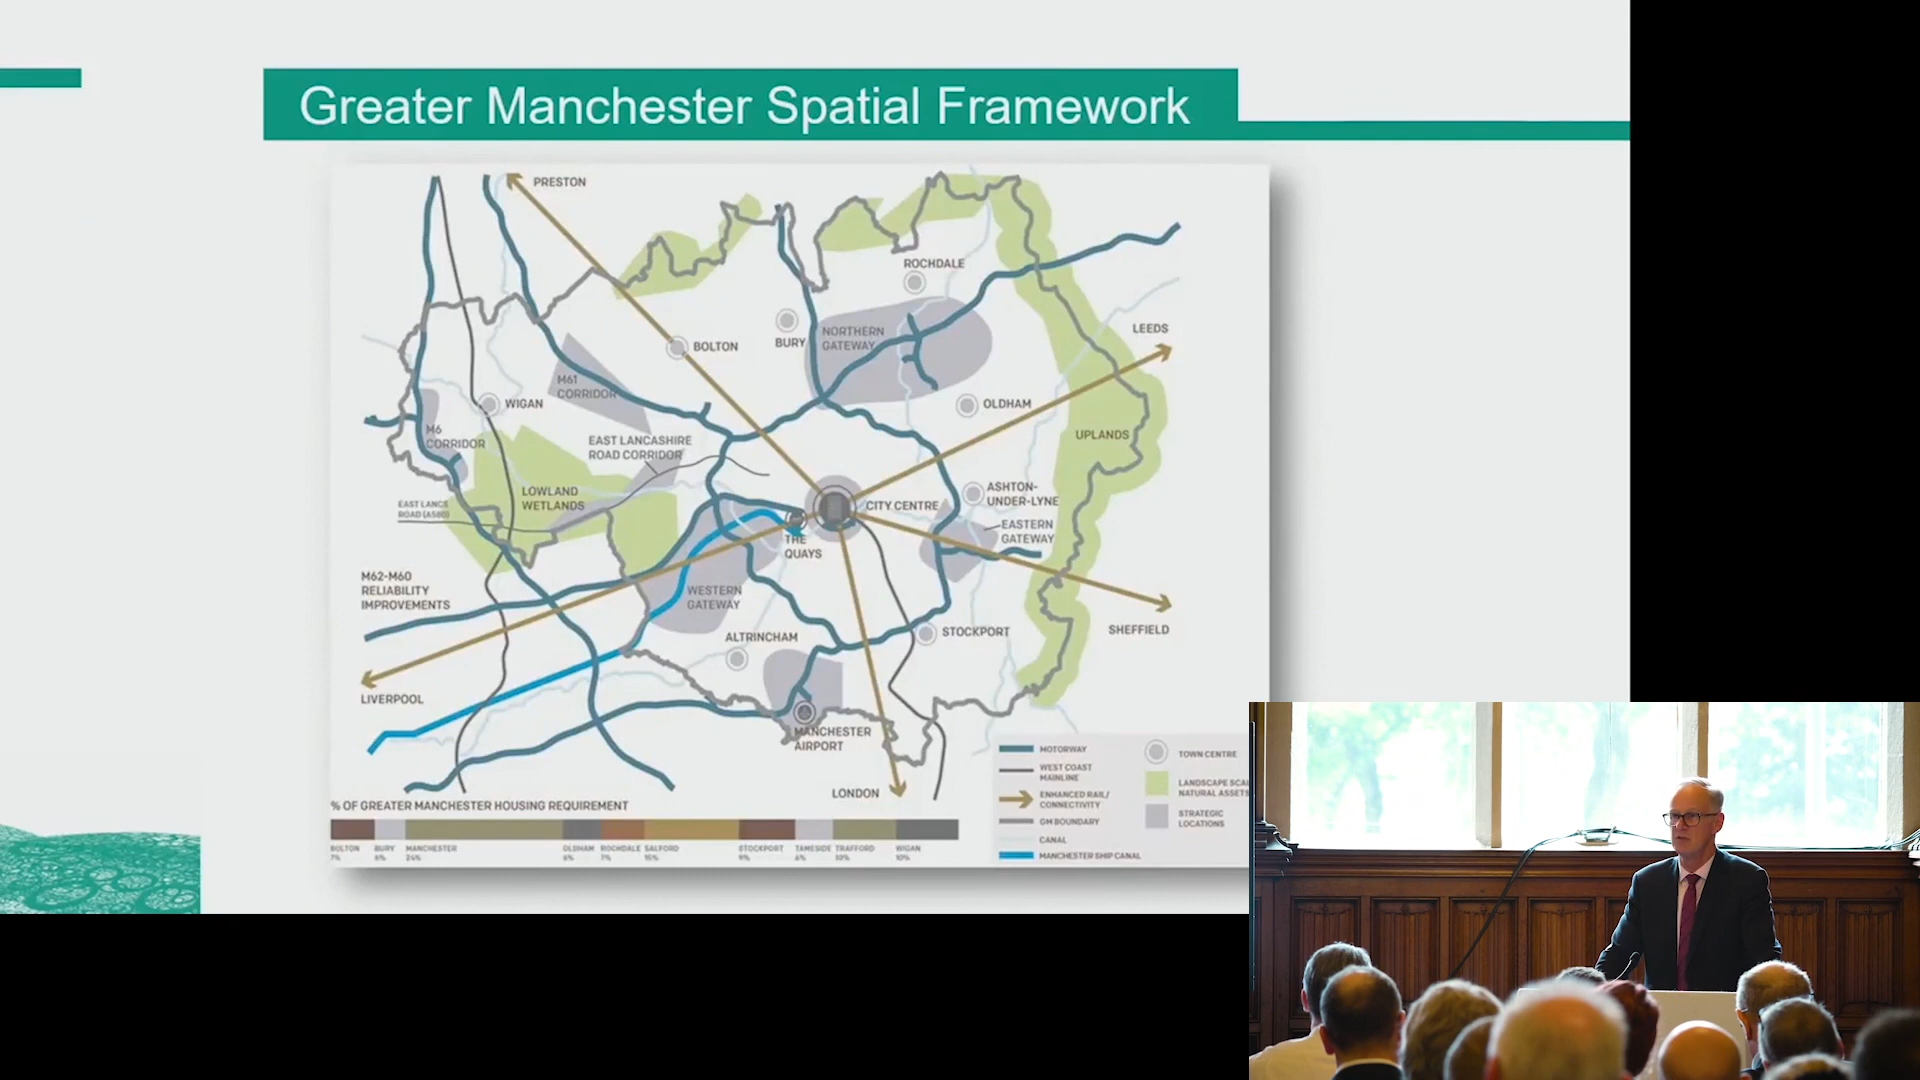 Greater Manchester Spatial Framework
PRESTON
ROCHDALE
LEEDS
NORTHERN
GATEWAY
BURY
BOLTON
M61
CORRIDOR
WIGAN
OLDHAM
M6
CORRIDOR
EAST LANCASHIRE
ROAD CORRIDOR
UPLANDS
LOWLAND
WETLANDS
EAST LANCS
ROAD (A580)
CITY CENTRE
ASHTON-
UNDER-LYNE
EASTERN
GATEWAY
THE
QUAYS
M62-M60
RELIABILITY
IMPROVEMENTS
WESTERN
GATEWAY
ALTRINCHAM
STOCKPORT
SHEFFIELD
LIVERPOOL
MANCHESTER
AIRPORT
LONDON
MOTORWAY
WEST COAST
MAINLINE
ENHANCED RAIL/
CONNECTIVITY
GM BOUNDARY
CANAL
MANCHESTER SHIP CANAL
TOWN CENTRE
LANDSCAPE SCA
NATURAL ASSETS
STRATEGIC
LOCATIONS
% OF GREATER MANCHESTER HOUSING REQUIREMENT
BOLTON
7%
BURY
6%
MANCHESTER
24%
OLDHAM
6%
ROCHDALE
7%
SALFORD
15%
STOCKPORT
9%
TAMESIDE
6%
TRAFFORD
10%
WIGAN
10%